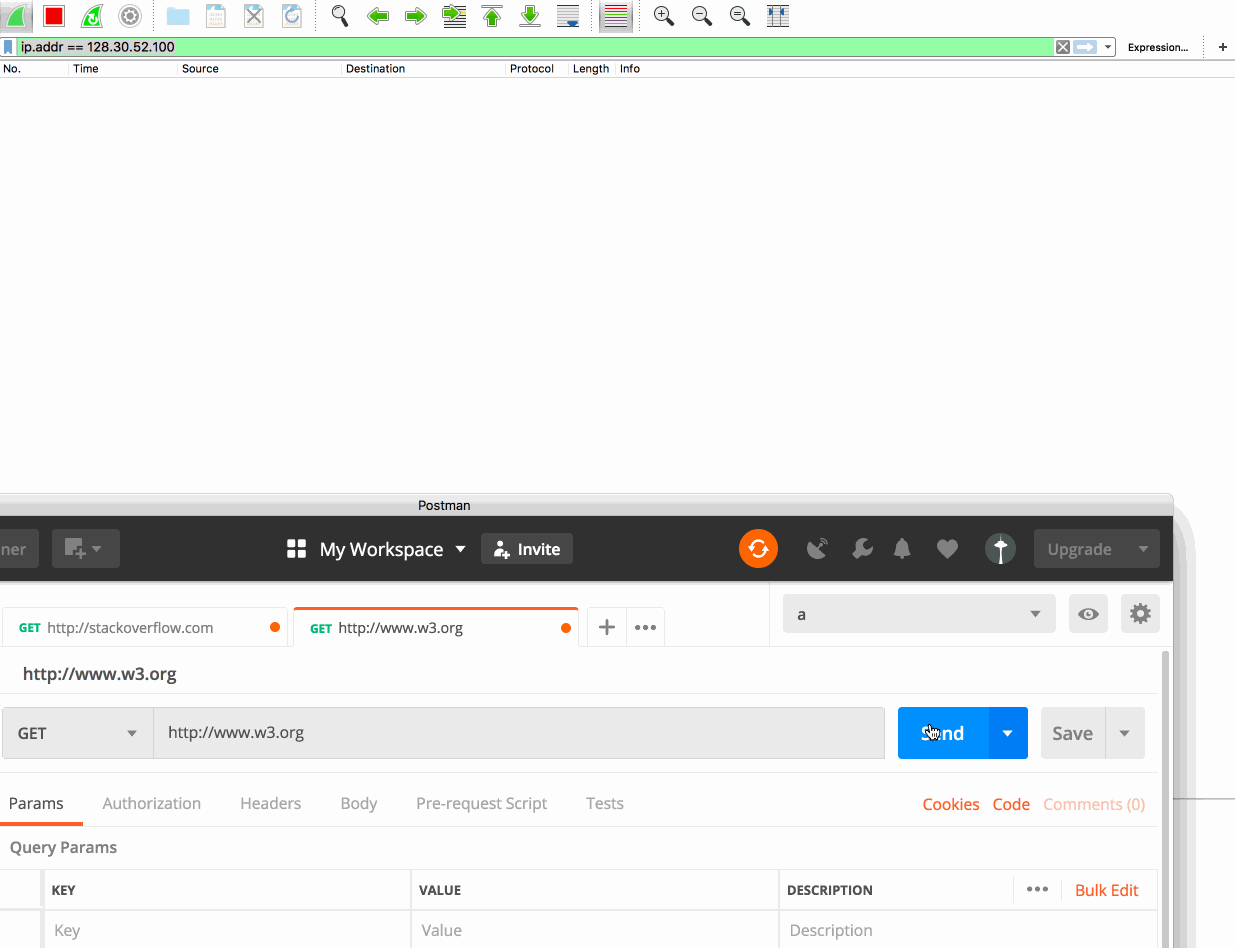 ip.addr == 128.30.52.100
Expression...
+
No. Time Source Destination Protocol Length Info
Postman
ner
My Workspace
Invite
Upgrade
GET http://stackoverflow.com
GET http://www.w3.org
a
http://www.w3.org
GET
http://www.w3.org
Send
Save
Params Authorization Headers Body Pre-request Script Tests
Cookies Code Comments (0)
Query Params
KEY VALUE DESCRIPTION
Bulk Edit
Key Value Description